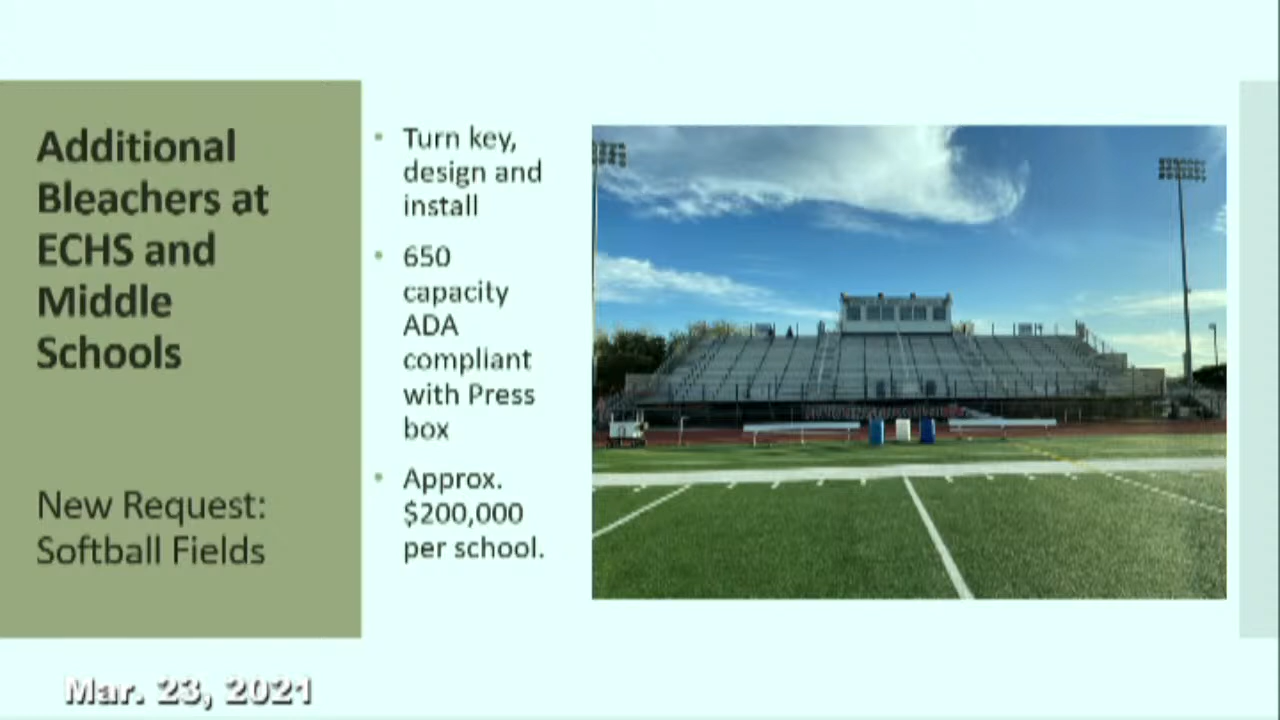 Additional
Bleachers at
ECHS and
Middle
Schools
New Request:
Softball Fields
• Turn key,
design and
install
• 650
capacity
ADA
compliant
with Press
box
• Approx.
$200,000
per school.
Mar. 23, 2021